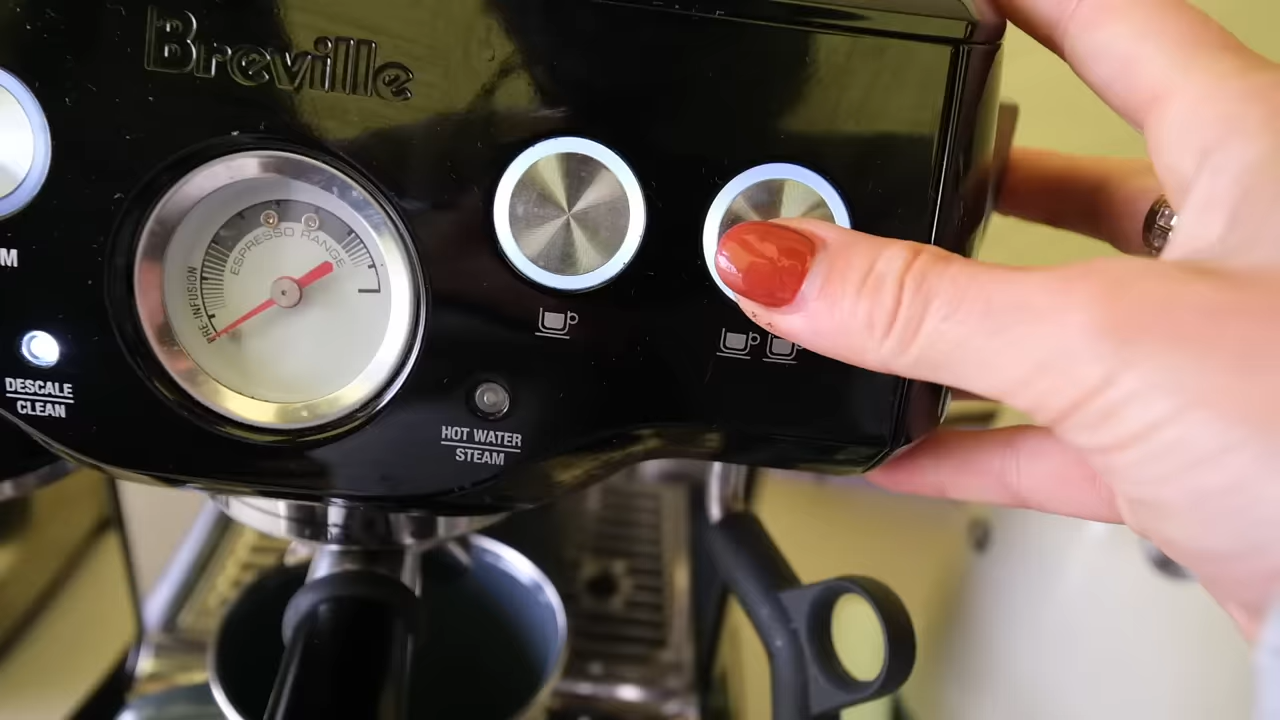 Breville
ESPRESSO RANGE
PRE-INFUSION
M
DESCALE
CLEAN
HOT WATER
STEAM